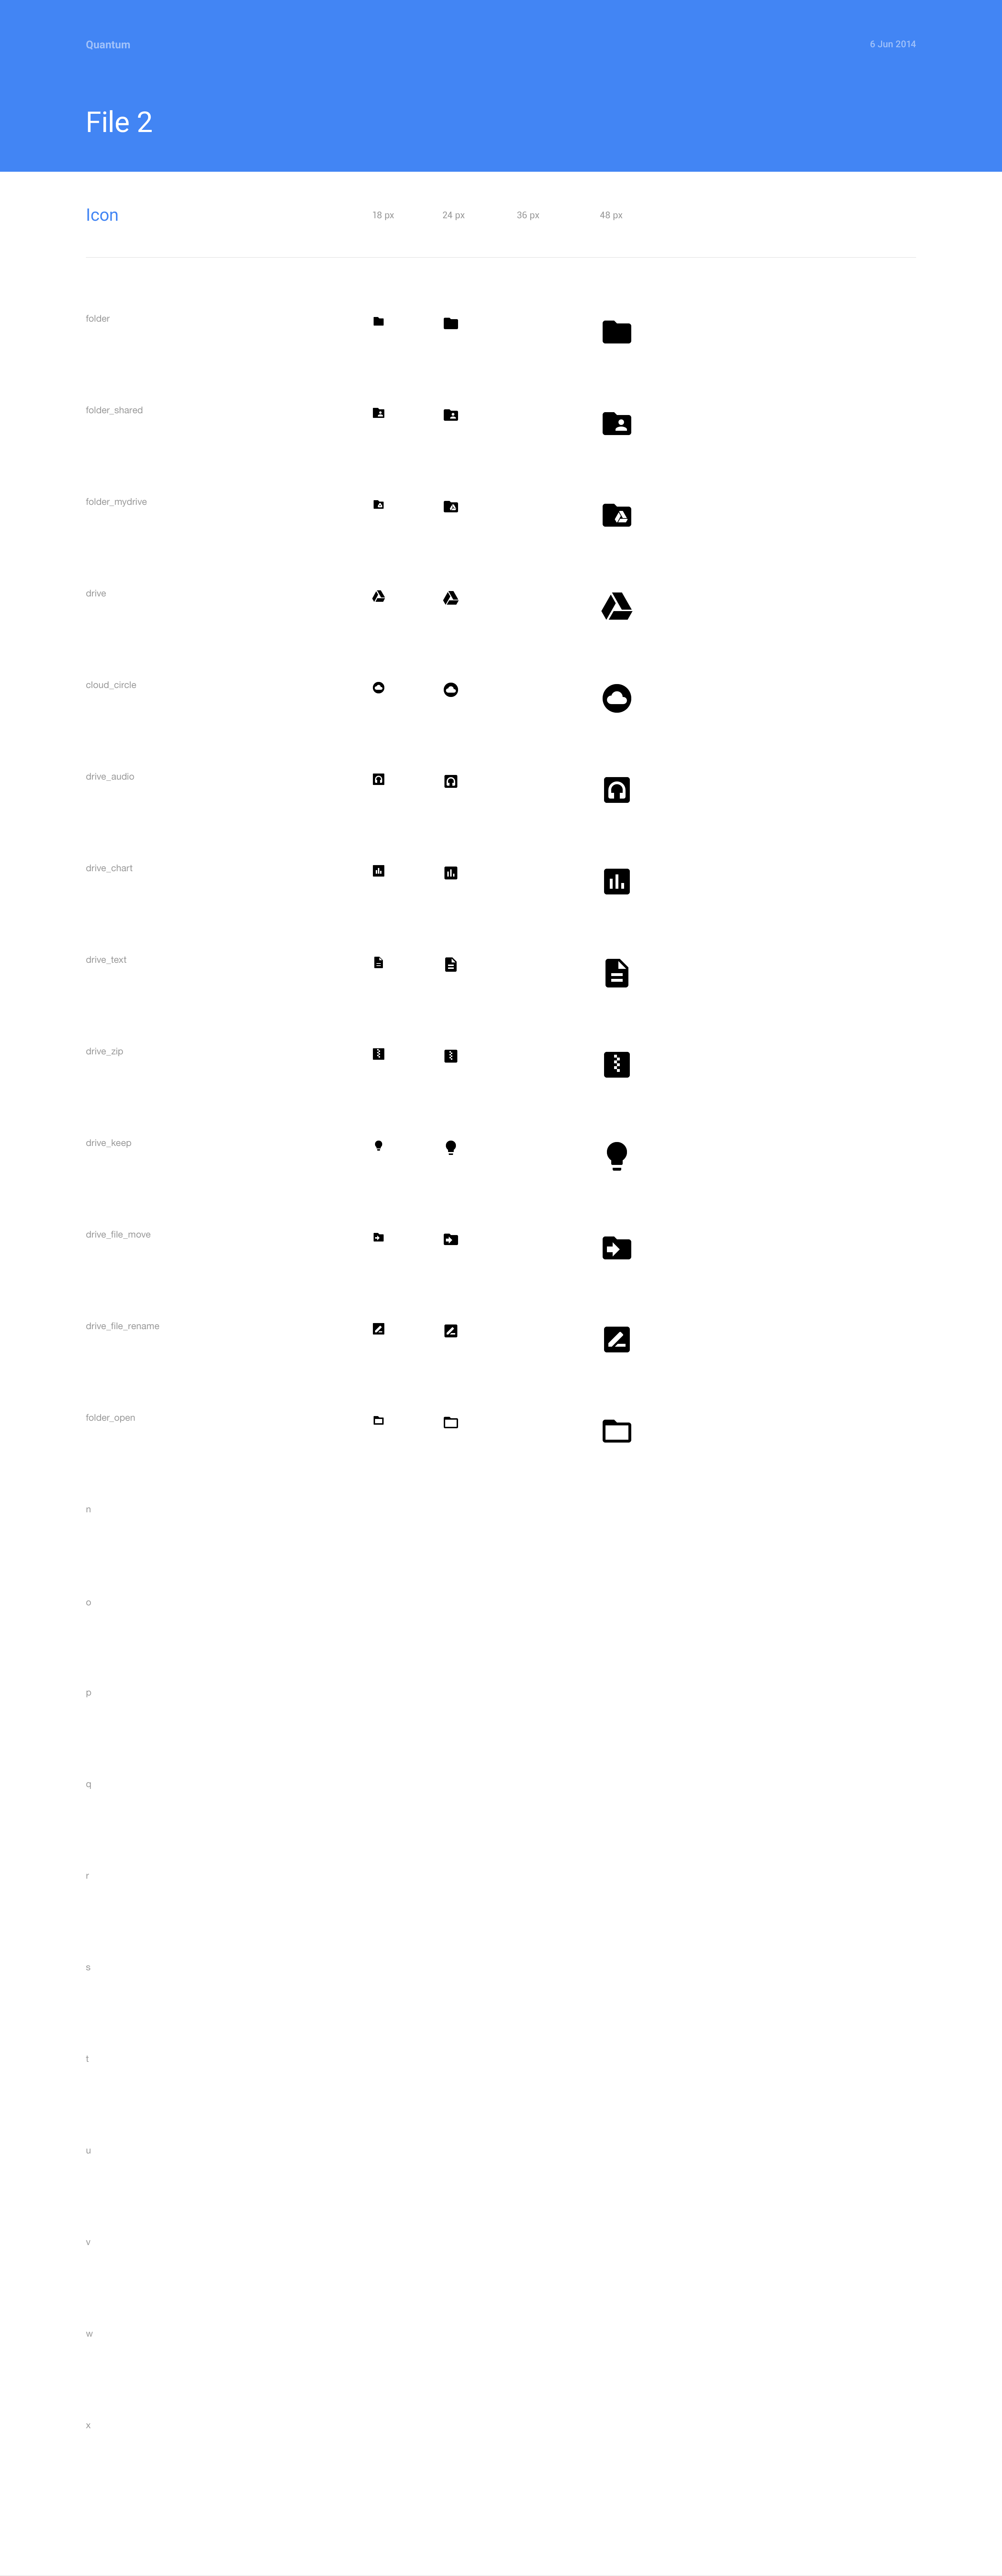 Quantum 6 Jun 2014
File 2
Icon 18 px 24 px 36 px 48 px
folder
folder_shared
folder_mydrive
drive
cloud_circle
drive_audio
drive_chart
drive_text
drive_zip
drive_keep
drive_file_move
drive_file_rename
folder_open
n
o
p
q
r
s
t
u
v
w
x